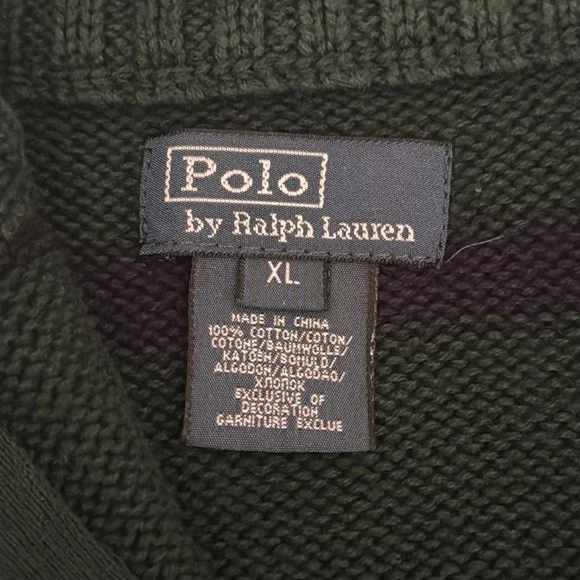 Polo
by Ralph Lauren
XL
MADE IN CHINA
100% COTTON/COTON/
COTONE/BAUMWOLLE/
KATOEN/BOMULD/
ALGODON/ALGODAO/
ХЛОПОК
EXCLUSIVE OF
DECORATION
GARNITURE EXCLUE